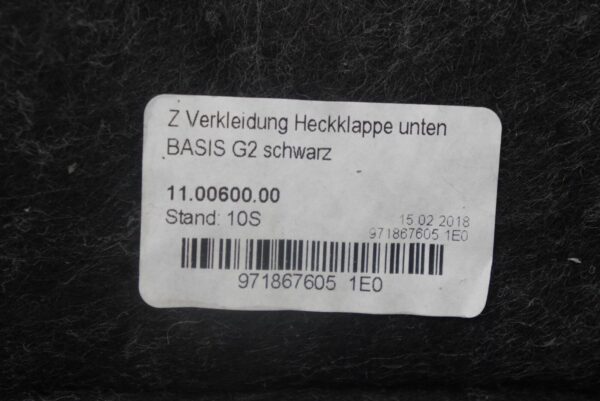 Z Verkleidung Heckklappe unten
BASIS G2 schwarz
11.00600.00
Stand: 10S
15.02.2018
971867605 1E0
971867605 1E0